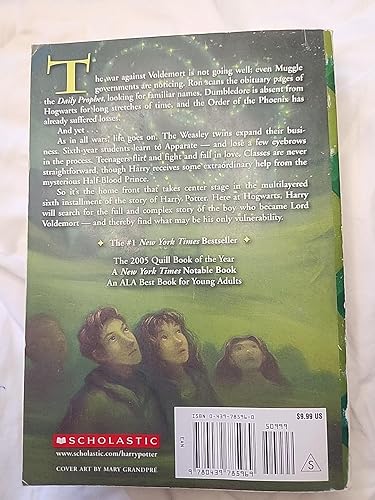 The war against Voldemort is not going well; even Muggle
governments are noticing. Ron scans the obituary pages of
the Daily Prophet, looking for familiar names. Dumbledore is absent from
Hogwarts for long stretches of time, and the Order of the Phoenix has
already suffered losses.
And yet . . .
As in all wars, life goes on. The Weasley twins expand their busi-
ness. Sixth-year students learn to Apparate — and lose a few eyebrows
in the process. Teenagers flirt and fight and fall in love. Classes are never
straightforward, though Harry receives some extraordinary help from the
mysterious Half-Blood Prince.
So it's the home front that takes center stage in the multilayered
sixth installment of the story of Harry Potter. Here at Hogwarts, Harry
will search for the full and complete story of the boy who became Lord
Voldemort — and thereby find what may be his only vulnerability.
The #1 New York Times Bestseller
The 2005 Quill Book of the Year
A New York Times Notable Book
An ALA Best Book for Young Adults
ISBN 0-439-78596-0
$9.99 US
50999
EAN
9 780439 785969
S
SCHOLASTIC
www.scholastic.com/harrypotter
COVER ART BY MARY GRANDPRÉ